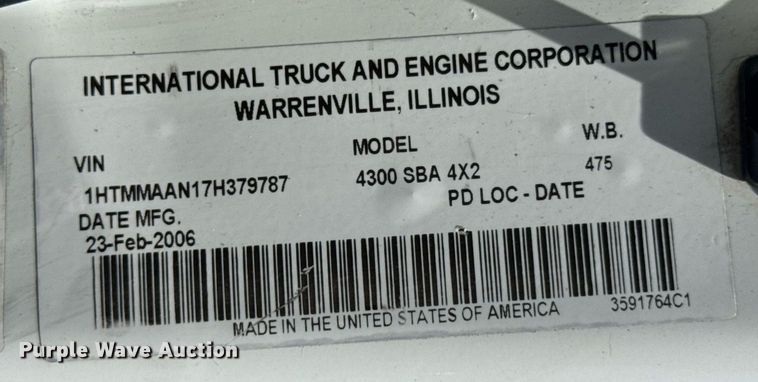 INTERNATIONAL TRUCK AND ENGINE CORPORATION
WARRENVILLE, ILLINOIS
VIN MODEL W.B.
1HTMMAAN17H379787 4300 SBA 4X2 475
DATE MFG. PD LOC - DATE
23-Feb-2006
MADE IN THE UNITED STATES OF AMERICA 3591764C1
Purple Wave Auction